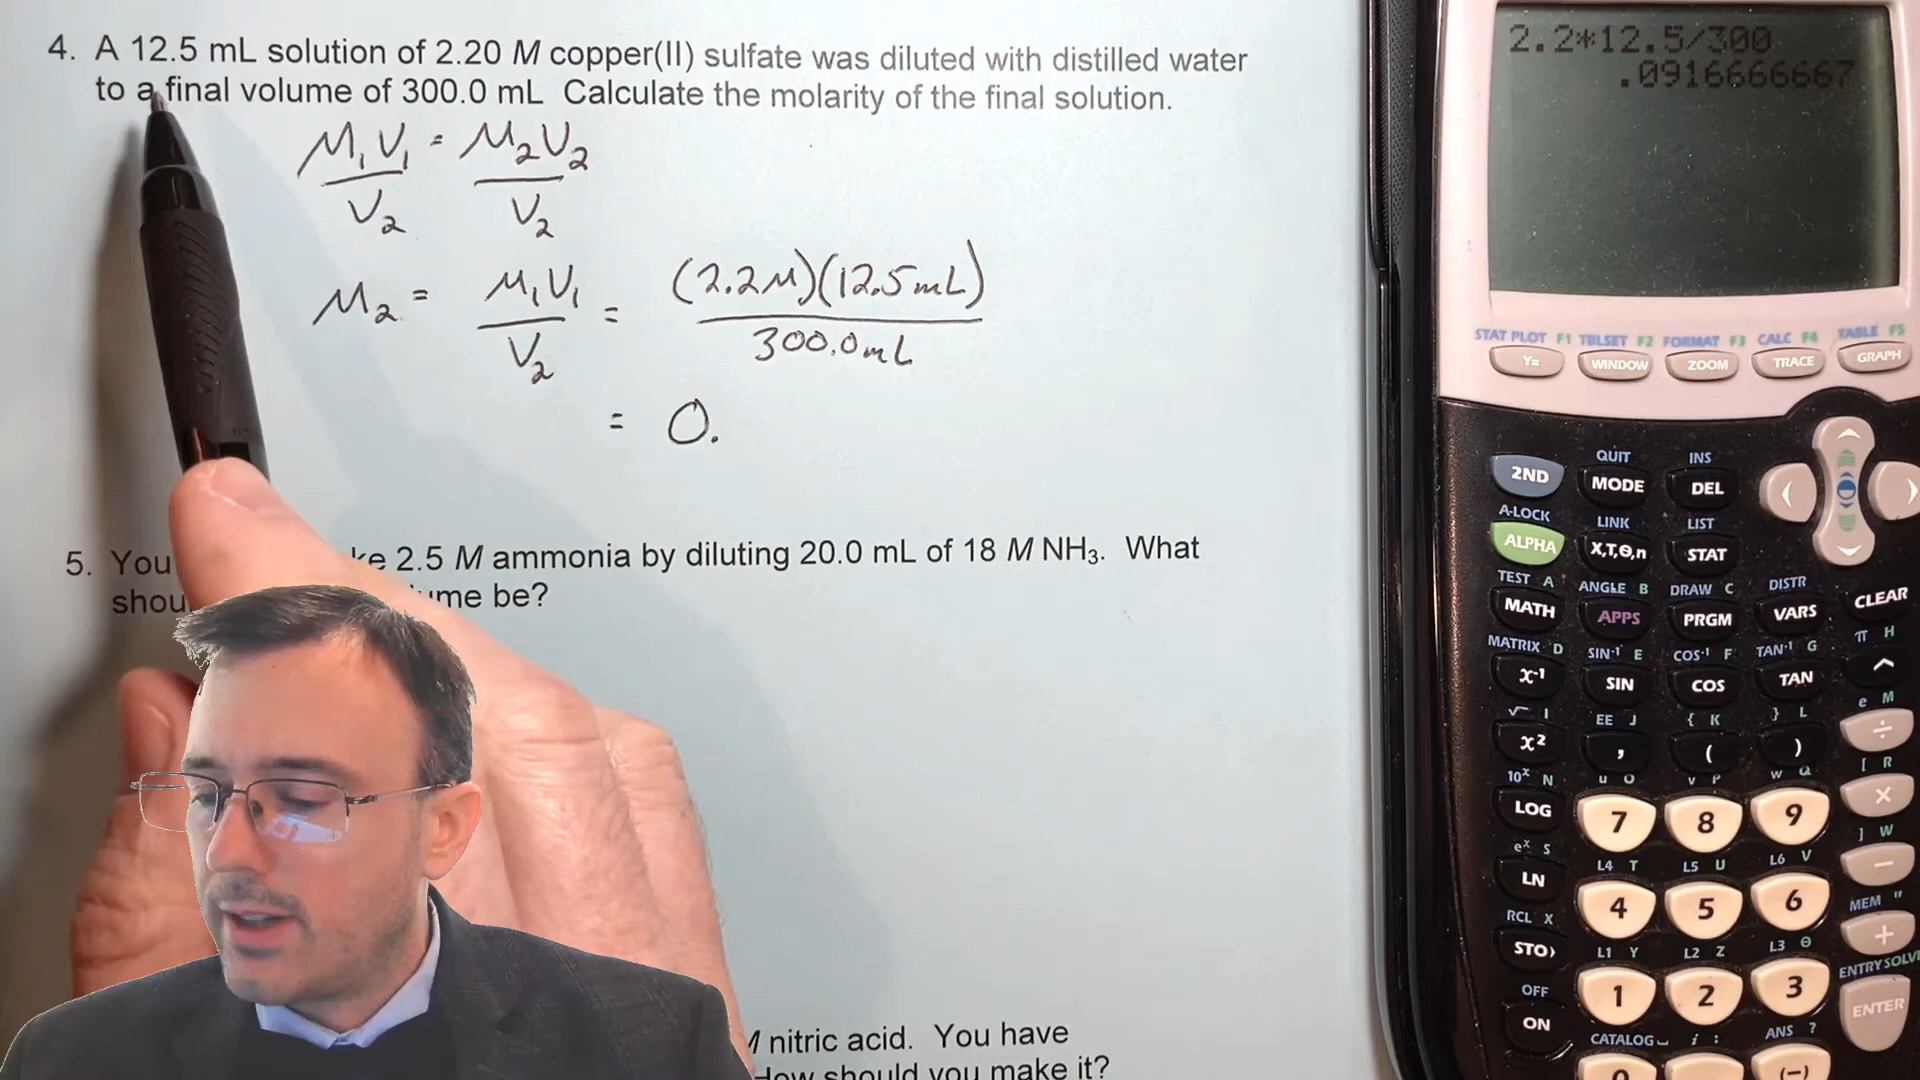 4. A 12.5 mL solution of 2.20 M copper(II) sulfate was diluted with distilled water
to a final volume of 300.0 mL Calculate the molarity of the final solution.
M₁V₁ = M₂V₂
V₂ V₂
M₂ = M₁V₁ = (2.2M)(12.5mL)
V₂ 300.0mL
= 0.
5. You 2.5 M ammonia by diluting 20.0 mL of 18 M NH₃. What
be?
nitric acid. You have
should you make it?
2.2*12.5/300
.0916666667
STAT PLOT F1 TBLSET F2 FORMAT F3 CALC F4 TABLE F5
Y= WINDOW ZOOM TRACE GRAPH
QUIT INS
2ND MODE DEL
A-LOCK LINK LIST
ALPHA X,T,θ,n STAT
TEST A ANGLE B DRAW C DISTR
MATH APPS PRGM VARS CLEAR
MATRIX D SIN⁻¹ E COS⁻¹ F TAN⁻¹ G π H
x⁻¹ SIN COS TAN ^
√ I EE J { K } L e M
x² , ( ) ÷
10ˣ N u O v P w Q [ R
LOG 7 8 9 ×
eˣ S L4 T L5 U L6 V ] W
LN 4 5 6 −
RCL X L1 Y L2 Z L3 θ MEM "
STO› 1 2 3 +
OFF CATALOG i : ANS ? ENTRY SOLVE
ON 0 (−) ENTER